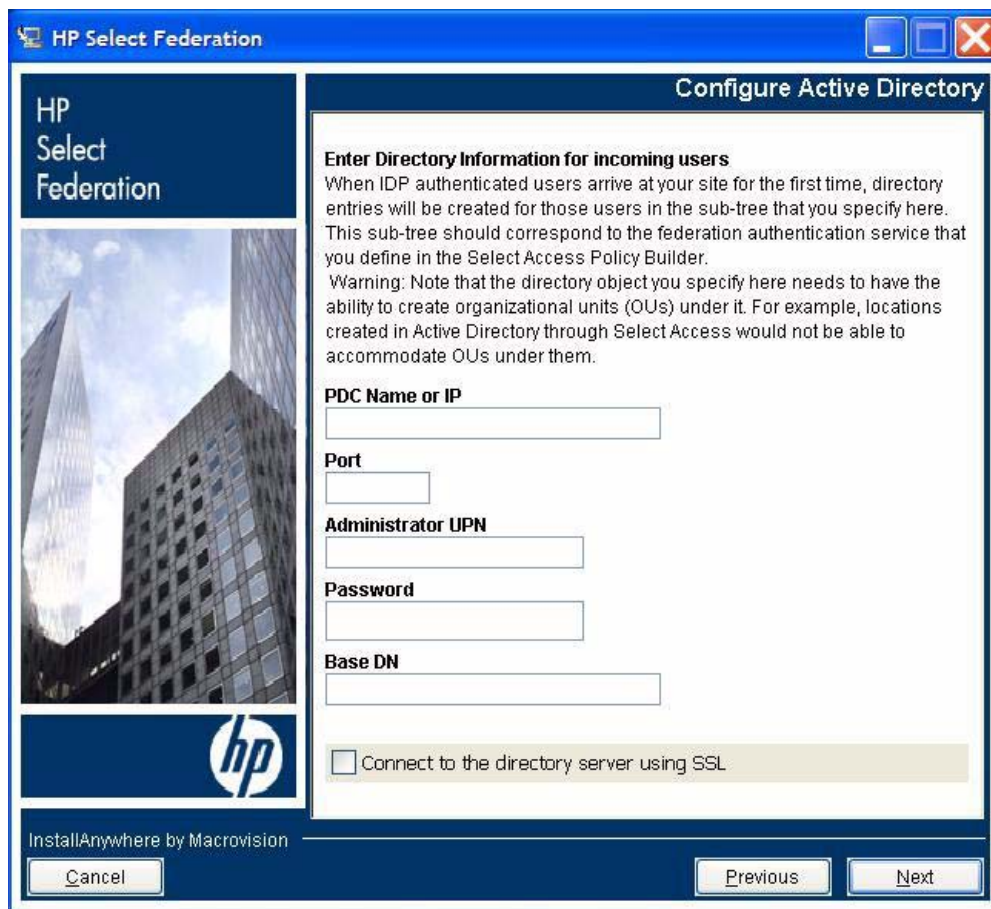 HP Select Federation
HP
Select
Federation
Configure Active Directory
Enter Directory Information for incoming users
When IDP authenticated users arrive at your site for the first time, directory
entries will be created for those users in the sub-tree that you specify here.
This sub-tree should correspond to the federation authentication service that
you define in the Select Access Policy Builder.
Warning: Note that the directory object you specify here needs to have the
ability to create organizational units (OUs) under it. For example, locations
created in Active Directory through Select Access would not be able to
accommodate OUs under them.
PDC Name or IP
Port
Administrator UPN
Password
Base DN
hp
Connect to the directory server using SSL
InstallAnywhere by Macrovision
Cancel
Previous
Next